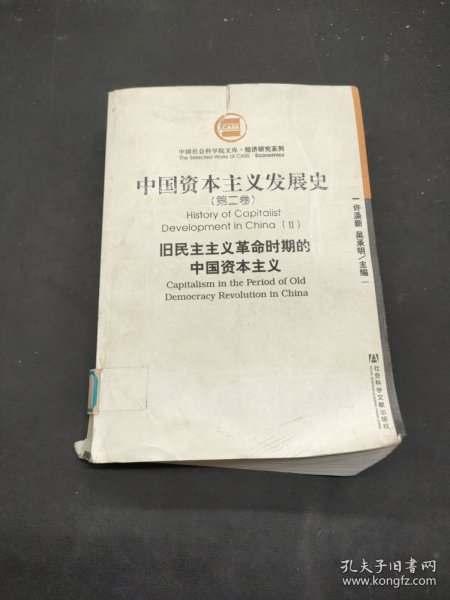 CASS
中国社会科学院文库·经济研究系列
The Selected Works of CASS Economics
中国资本主义发展史
(第二卷)
History of Capitalist
Development in China (Ⅱ)
旧民主主义革命时期的
中国资本主义
Capitalism in the Period of Old
Democracy Revolution in China
许涤新 吴承明/主编
社会科学文献出版社
孔夫子旧书网
www.kongfz.com